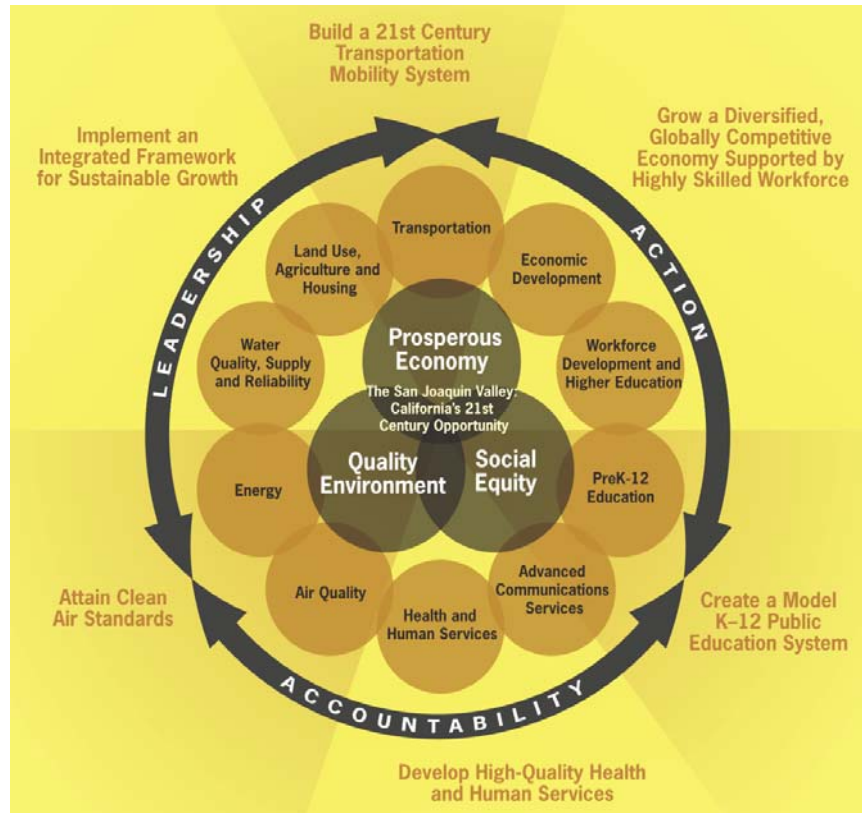 Build a 21st Century
Transportation
Mobility System
Implement an
Integrated Framework
for Sustainable Growth
Grow a Diversified,
Globally Competitive
Economy Supported by
Highly Skilled Workforce
LEADERSHIP
ACTION
Transportation
Land Use,
Agriculture and
Housing
Economic
Development
Water
Quality, Supply
and Reliability
Prosperous
Economy
Workforce
Development and
Higher Education
The San Joaquin Valley:
California's 21st
Century Opportunity
Quality
Environment
Social
Equity
Energy
PreK-12
Education
Air Quality
Health and
Human Services
Advanced
Communications
Services
Attain Clean
Air Standards
Create a Model
K–12 Public
Education System
ACCOUNTABILITY
Develop High-Quality Health
and Human Services